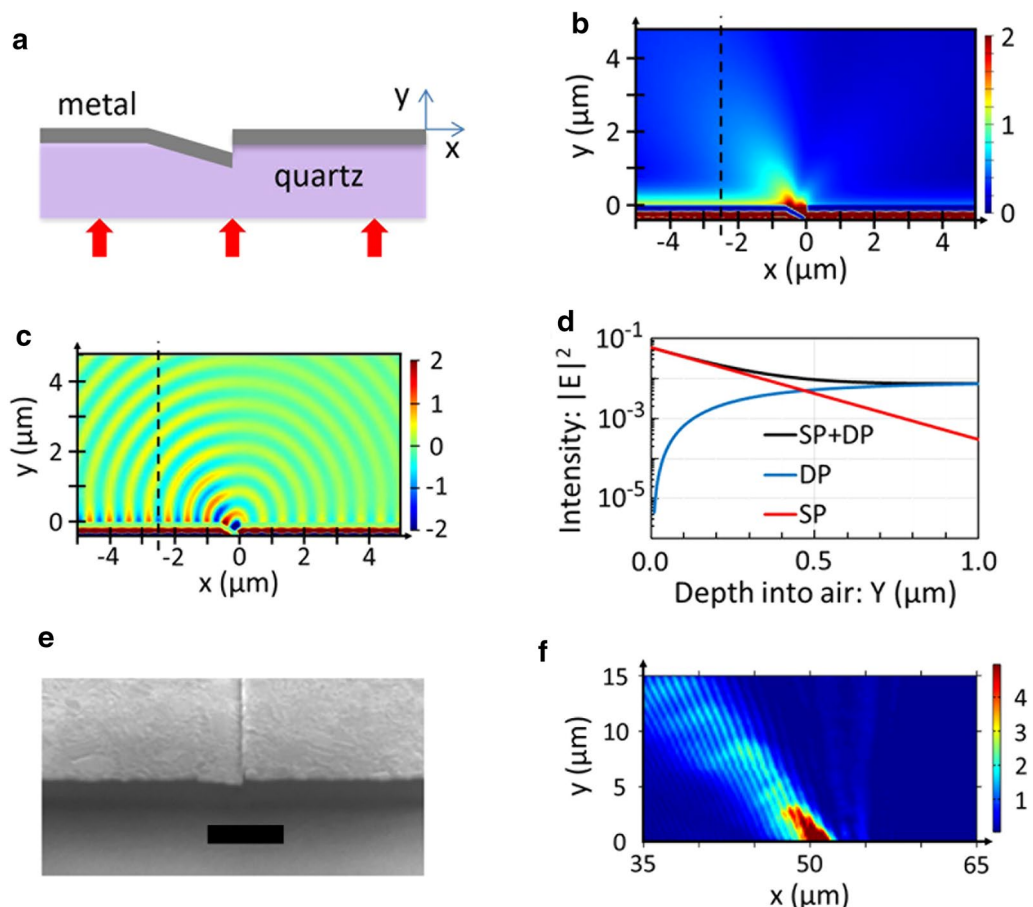 a
metal
y
x
quartz
b
y (μm)
4
2
0
-4
-2
0
2
4
x (μm)
2
1
0
c
y (μm)
4
2
0
-4
-2
0
2
4
x (μm)
2
1
0
-1
-2
d
Intensity: |E|²
10⁻¹
10⁻³
10⁻⁵
SP+DP
DP
SP
0.0
0.5
1.0
Depth into air: Y (μm)
e
f
y (μm)
15
10
5
0
35
50
65
x (μm)
4
3
2
1